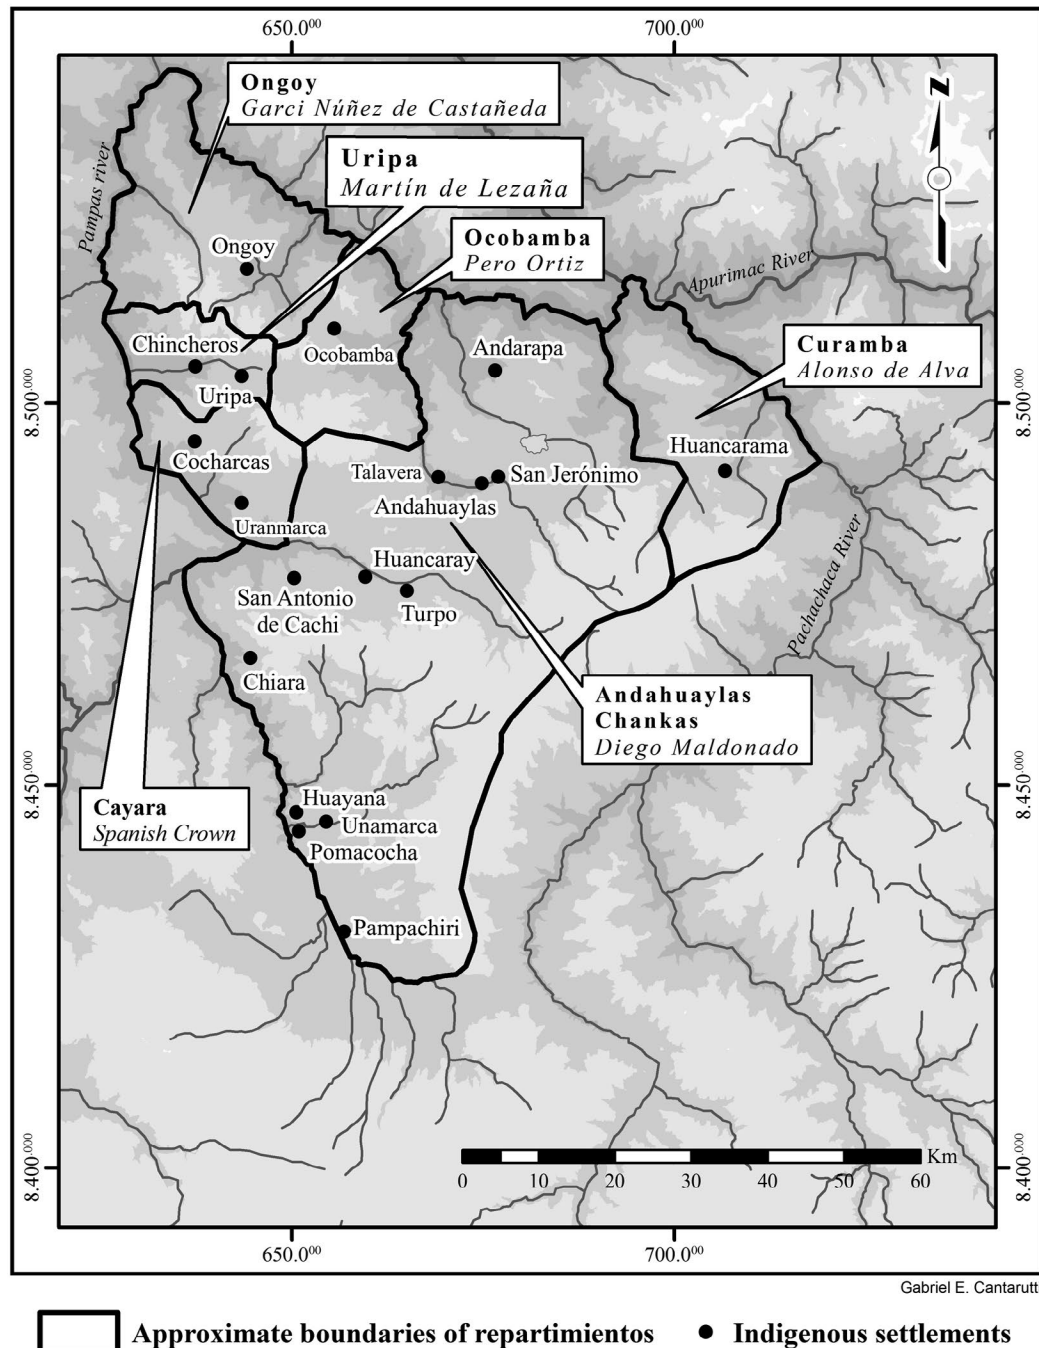 650.000
700.000
Ongoy
Garci Núñez de Castañeda
Uripa
Martín de Lezaña
Pampas river
Ocobamba
Pero Ortiz
Ongoy
Apurimac River
Chincheros
Ocobamba
Andarapa
Curamba
Alonso de Alva
8.500.000
8.500.000
Uripa
Cocharcas
Huancarama
Talavera
San Jerónimo
Andahuaylas
Uranmarca
Huancaray
San Antonio
de Cachi
Turpo
Pachachaca River
Chiara
Andahuaylas
Chankas
Diego Maldonado
8.450.000
8.450.000
Cayara
Spanish Crown
Huayana
Unamarca
Pomacocha
Pampachiri
8.400.000
8.400.000
Km
0 10 20 30 40 50 60
650.000
700.000
N
Gabriel E. Cantarutti
Approximate boundaries of repartimientos
Indigenous settlements